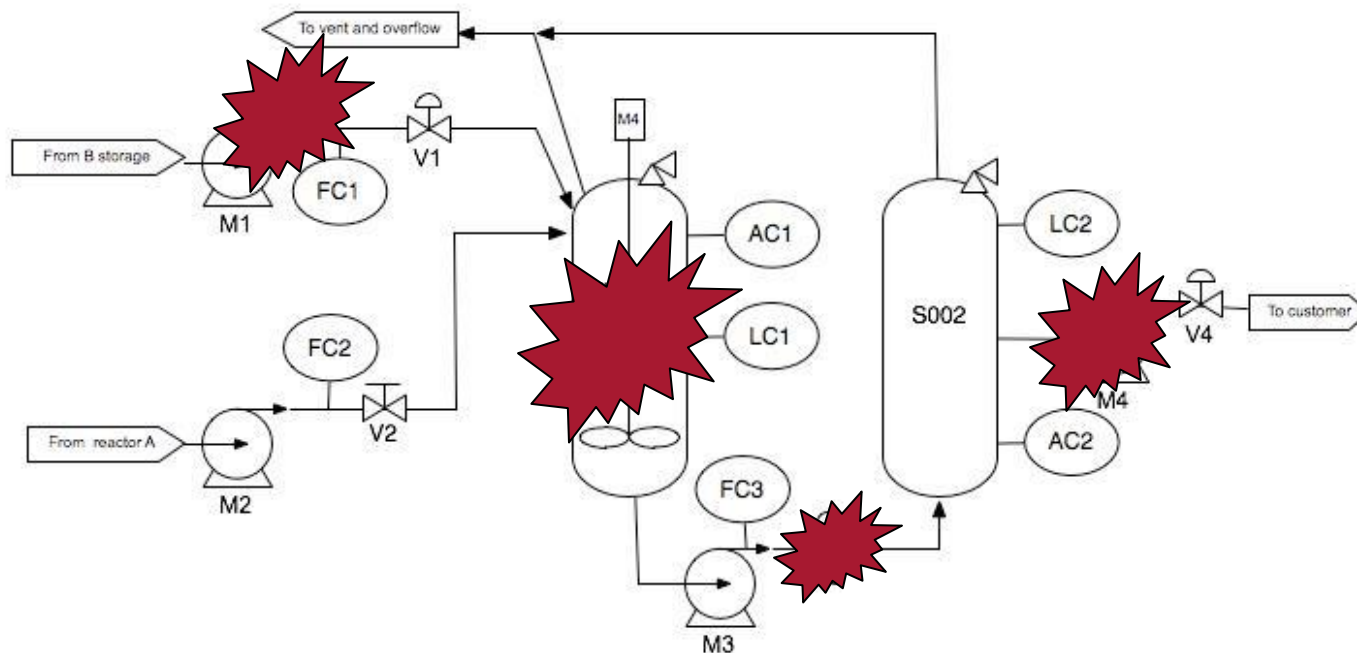 To vent and overflow
M4
From B storage
V1
FC1
M1
AC1
LC2
FC2
S002
To customer
LC1
V4
V2
M4
From reactor A
AC2
M2
FC3
M3